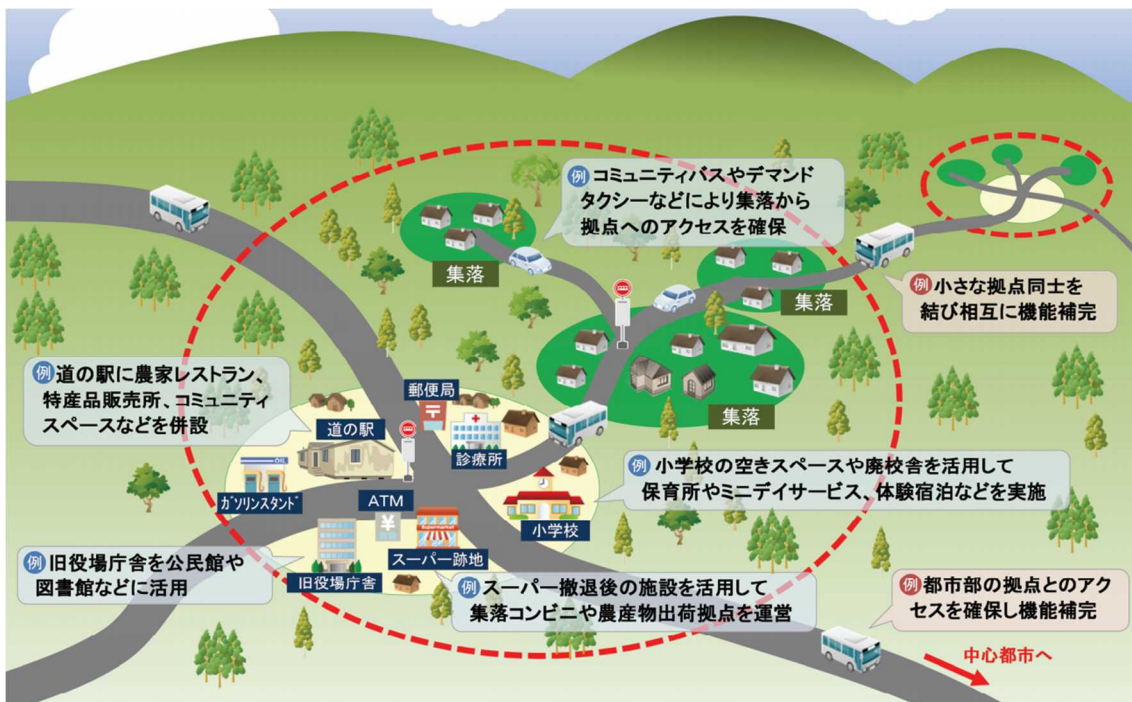 例 コミュニティバスやデマンド
タクシーなどにより集落から
拠点へのアクセスを確保
集落
集落
集落
例 小さな拠点同士を
結び相互に機能補完
例 道の駅に農家レストラン、
特産品販売所、コミュニティ
スペースなどを併設
郵便局
〒
道の駅
診療所
OIL
ガソリンスタンド
ATM
¥
Supermarket
小学校
スーパー跡地
旧役場庁舎
例 小学校の空きスペースや廃校舎を活用して
保育所やミニデイサービス、体験宿泊などを実施
例 旧役場庁舎を公民館や
図書館などに活用
例 スーパー撤退後の施設を活用して
集落コンビニや農産物出荷拠点を運営
例 都市部の拠点とのアク
セスを確保し機能補完
中心都市へ